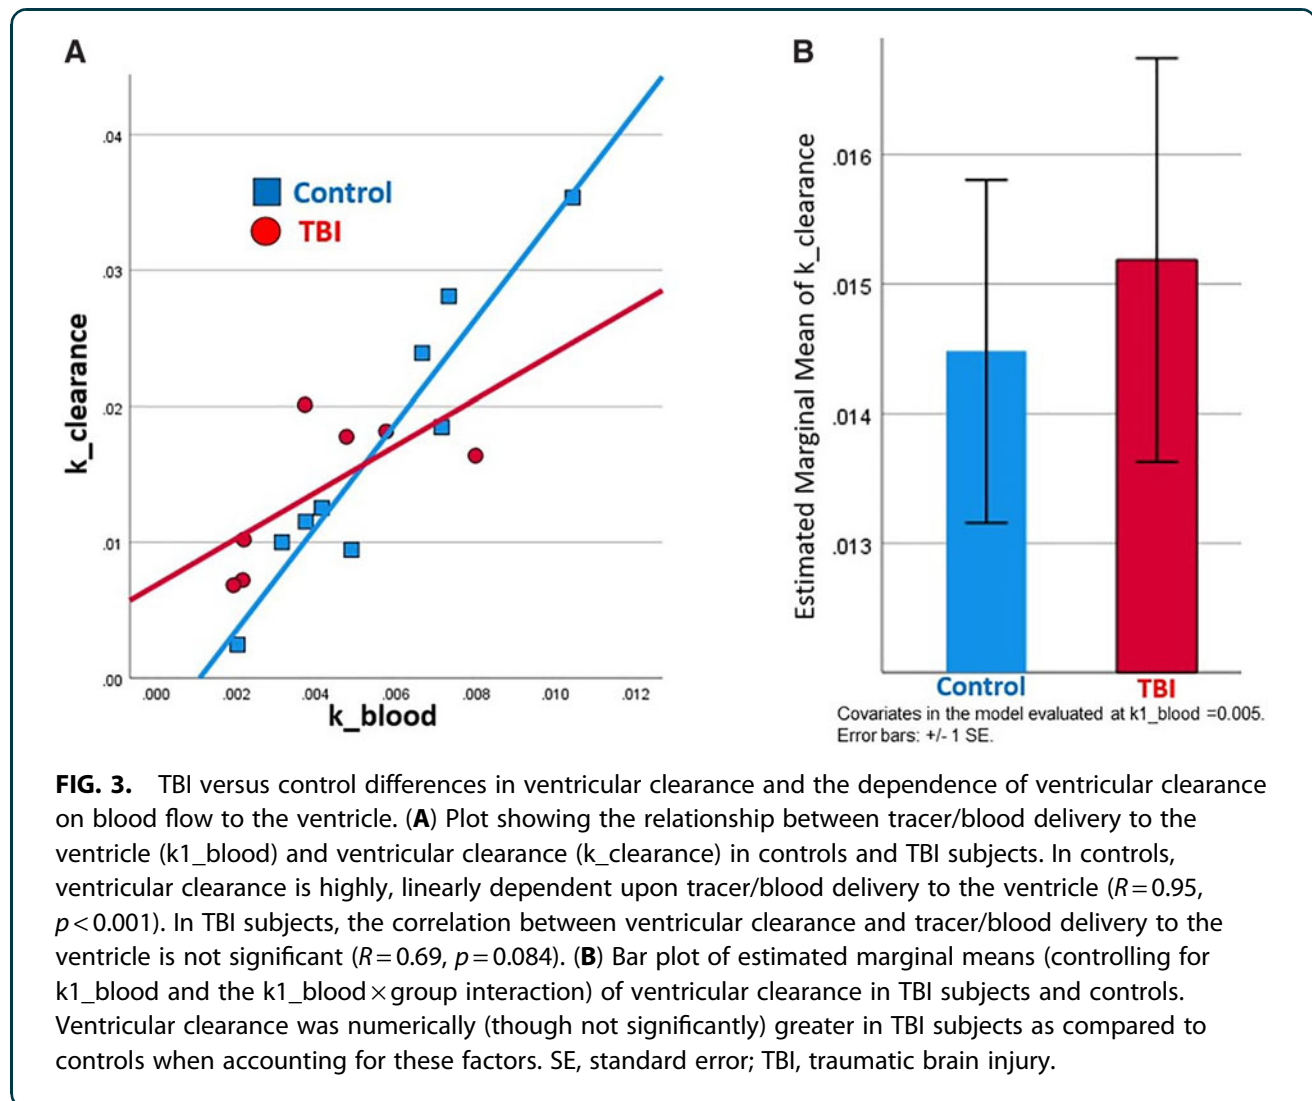 A
.04
.03
.02
.01
.00
k_clearance
Control
TBI
.000 .002 .004 .006 .008 .010 .012
k_blood
B
.016
.015
.014
.013
Estimated Marginal Mean of k_clearance
Control TBI
Covariates in the model evaluated at k1_blood =0.005.
Error bars: +/- 1 SE.
FIG. 3. TBI versus control differences in ventricular clearance and the dependence of ventricular clearance
on blood flow to the ventricle. (A) Plot showing the relationship between tracer/blood delivery to the
ventricle (k1_blood) and ventricular clearance (k_clearance) in controls and TBI subjects. In controls,
ventricular clearance is highly, linearly dependent upon tracer/blood delivery to the ventricle (R = 0.95,
p < 0.001). In TBI subjects, the correlation between ventricular clearance and tracer/blood delivery to the
ventricle is not significant (R = 0.69, p = 0.084). (B) Bar plot of estimated marginal means (controlling for
k1_blood and the k1_blood × group interaction) of ventricular clearance in TBI subjects and controls.
Ventricular clearance was numerically (though not significantly) greater in TBI subjects as compared to
controls when accounting for these factors. SE, standard error; TBI, traumatic brain injury.